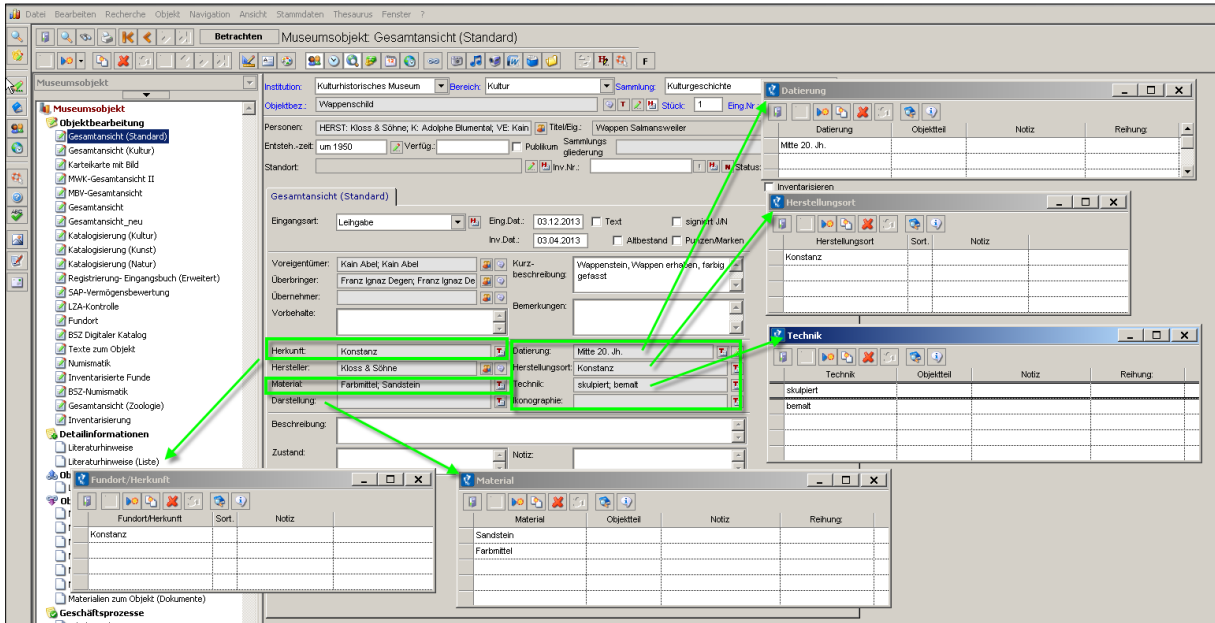 Datei Bearbeiten Recherche Objekt Navigation Ansicht Stammdaten Thesaurus Fenster ?
Betrachten Museumsobjekt: Gesamtansicht (Standard)
F
Museumsobjekt
Museumsobjekt
Objektbearbeitung
Gesamtansicht (Standard)
Gesamtansicht (Kultur)
Karteikarte mit Bild
MWK-Gesamtansicht II
MBV-Gesamtansicht
Gesamtansicht
Gesamtansicht_neu
Katalogisierung (Kultur)
Katalogisierung (Kunst)
Katalogisierung (Natur)
Registrierung- Eingangsbuch (Erweitert)
SAP-Vermögensbewertung
LZA-Kontrolle
Fundort
BSZ Digitaler Katalog
Texte zum Objekt
Numismatik
Inventarisierte Funde
BSZ-Numismatik
Gesamtansicht (Zoologie)
Inventarisierung
Detailinformationen
Literaturhinweise
Literaturhinweise (Liste)
Materialien zum Objekt (Dokumente)
Geschäftsprozesse
Institution: Kulturhistorisches Museum Bereich: Kultur Sammlung: Kulturgeschichte
Objektbez.: Wappenschild Stück: 1 Eing.Nr.:
Personen: HERST: Kloss & Söhne; K: Adolphe Blumental; VE: Kain Titel/Eig.: Wappen Salmansweiler
Entsteh.-zeit: um 1950 Verfüg.: Publikum Sammlungs
gliederung
Standort: Inv.Nr.: Status:
Inventarisieren
Gesamtansicht (Standard)
Eingangsart: Leihgabe Eing.Dat.: 03.12.2013 Text signiert J/N
Inv.Dat.: 03.04.2013 Altbestand Punzen/Marken
Voreigentümer: Kain Abel; Kain Abel Kurz-
beschreibung: Wappenstein, Wappen erhaben, farbig
gefasst
Überbringer: Franz Ignaz Degen; Franz Ignaz De
Übernehmer:
Vorbehalte: Bemerkungen:
Herkunft: Konstanz Datierung: Mitte 20. Jh.
Hersteller: Kloss & Söhne Herstellungsort: Konstanz
Material: Farbmittel; Sandstein Technik: skulpiert; bemalt
Darstellung: Ikonographie:
Beschreibung:
Zustand: Notiz:
Datierung
Datierung Objektteil Notiz Reihung:
Mitte 20. Jh.
Herstellungsort
Herstellungsort Sort. Notiz
Konstanz
Technik
Technik Objektteil Notiz Reihung:
skulpiert
bemalt
Fundort/Herkunft
Fundort/Herkunft Sort. Notiz
Konstanz
Material
Material Objektteil Notiz Reihung:
Sandstein
Farbmittel